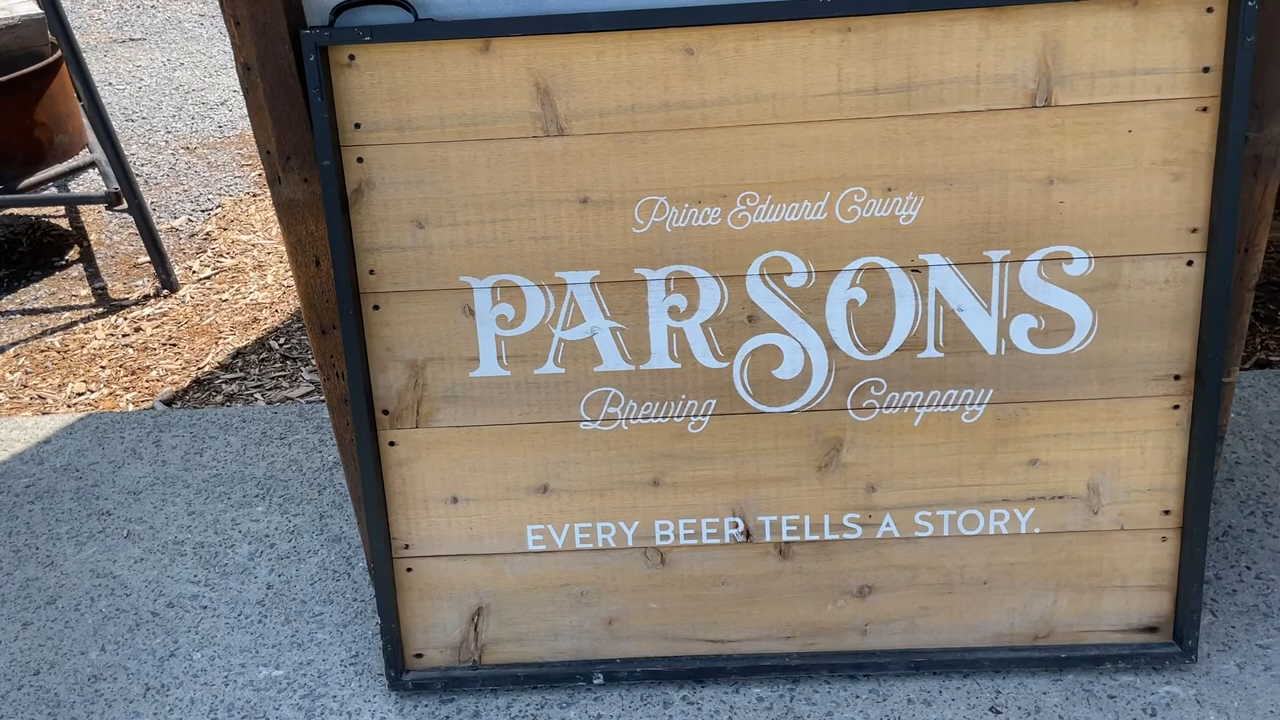 Prince Edward County
PARSONS
Brewing Company
EVERY BEER TELLS A STORY.